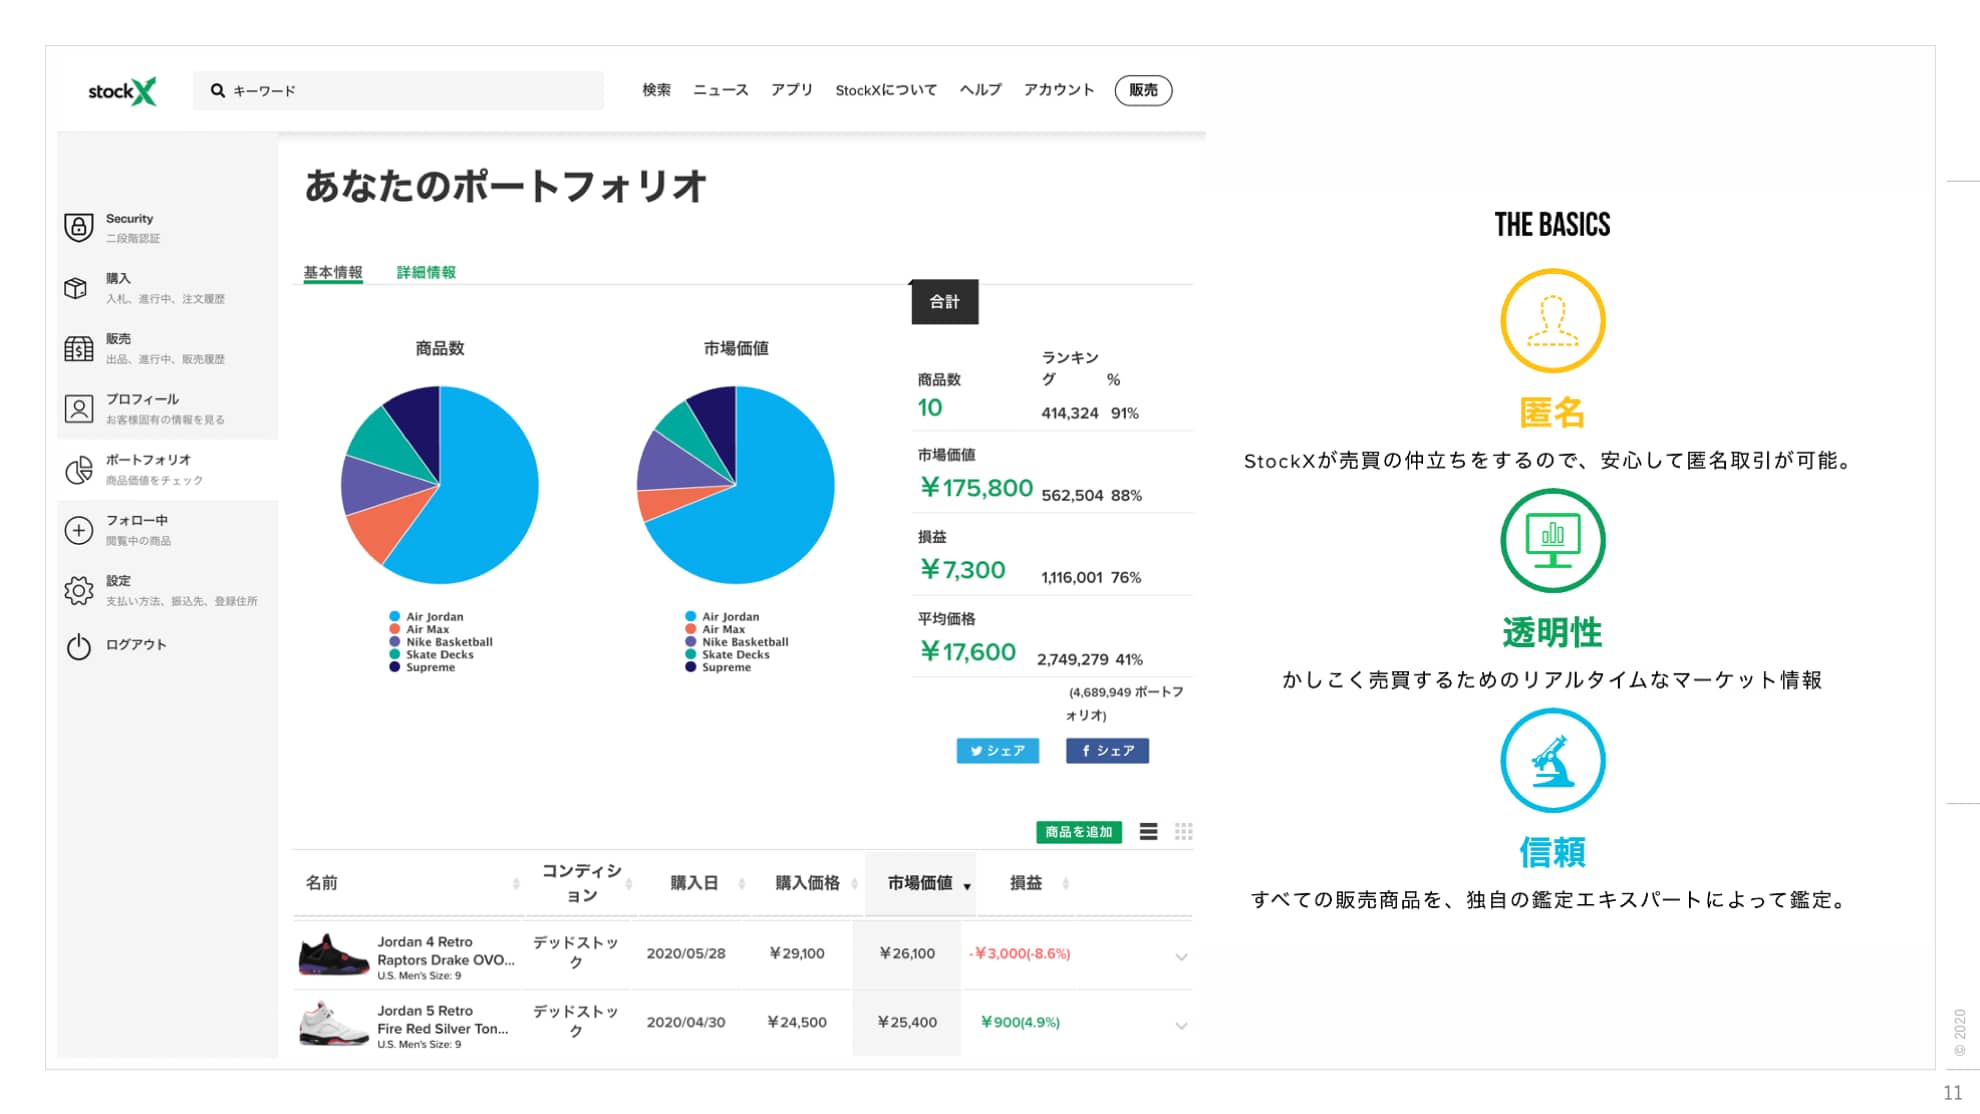 stockX
キーワード
検索 ニュース アプリ StockXについて ヘルプ アカウント 販売
Security
二段階認証
購入
入札、進行中、注文履歴
販売
出品、進行中、販売履歴
プロフィール
お客様固有の情報を見る
ポートフォリオ
商品価値をチェック
フォロー中
閲覧中の商品
設定
支払い方法、振込先、登録住所
ログアウト
あなたのポートフォリオ
基本情報 詳細情報
商品数
Air Jordan
Air Max
Nike Basketball
Skate Decks
Supreme
市場価値
Air Jordan
Air Max
Nike Basketball
Skate Decks
Supreme
合計
ランキン
商品数 グ %
10 414,324 91%
市場価値
¥175,800 562,504 88%
損益
¥7,300 1,116,001 76%
平均価格
¥17,600 2,749,279 41%
(4,689,949 ポートフ
ォリオ)
シェア シェア
商品を追加
名前 コンディシ
ョン 購入日 購入価格 市場価値 損益
Jordan 4 Retro
Raptors Drake OVO...
U.S. Men's Size: 9
デッドストッ
ク
2020/05/28 ¥29,100 ¥26,100 -¥3,000(-8.6%)
Jordan 5 Retro
Fire Red Silver Ton...
U.S. Men's Size: 9
デッドストッ
ク
2020/04/30 ¥24,500 ¥25,400 ¥900(4.9%)
THE BASICS
匿名
StockXが売買の仲立ちをするので、安心して匿名取引が可能。
透明性
かしこく売買するためのリアルタイムなマーケット情報
信頼
すべての販売商品を、独自の鑑定エキスパートによって鑑定。
© 2020
11